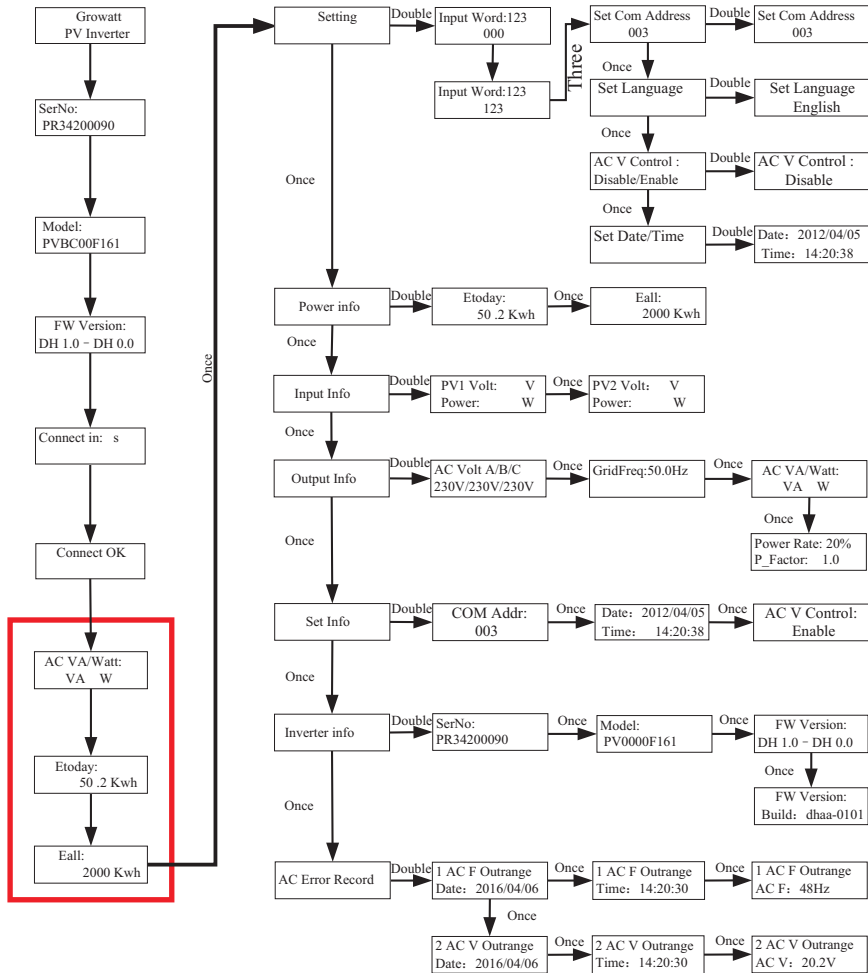 Growatt
PV Inverter
SerNo:
PR34200090
Model:
PVBC00F161
FW Version:
DH 1.0 - DH 0.0
Connect in: s
Connect OK
AC VA/Watt:
VA W
Etoday:
50 .2 Kwh
Eall:
2000 Kwh
Once
Setting
Double
Input Word:123
000
Input Word:123
123
Three
Set Com Address
003
Double
Set Com Address
003
Once
Set Language
Double
Set Language
English
Once
AC V Control :
Disable/Enable
Double
AC V Control :
Disable
Once
Set Date/Time
Double
Date: 2012/04/05
Time: 14:20:38
Once
Power info
Double
Etoday:
50 .2 Kwh
Once
Eall:
2000 Kwh
Once
Input Info
Double
PV1 Volt: V
Power: W
Once
PV2 Volt: V
Power: W
Once
Output Info
Double
AC Volt A/B/C
230V/230V/230V
Once
GridFreq:50.0Hz
Once
AC VA/Watt:
VA W
Once
Power Rate: 20%
P_Factor: 1.0
Once
Set Info
Double
COM Addr:
003
Once
Date: 2012/04/05
Time: 14:20:38
Once
AC V Control:
Enable
Once
Inverter info
Double
SerNo:
PR34200090
Once
Model:
PV0000F161
Once
FW Version:
DH 1.0 - DH 0.0
Once
FW Version:
Build: dhaa-0101
Once
AC Error Record
Double
1 AC F Outrange
Date: 2016/04/06
Once
1 AC F Outrange
Time: 14:20:30
Once
1 AC F Outrange
AC F: 48Hz
Once
2 AC V Outrange
Date: 2016/04/06
Once
2 AC V Outrange
Time: 14:20:30
Once
2 AC V Outrange
AC V: 20.2V